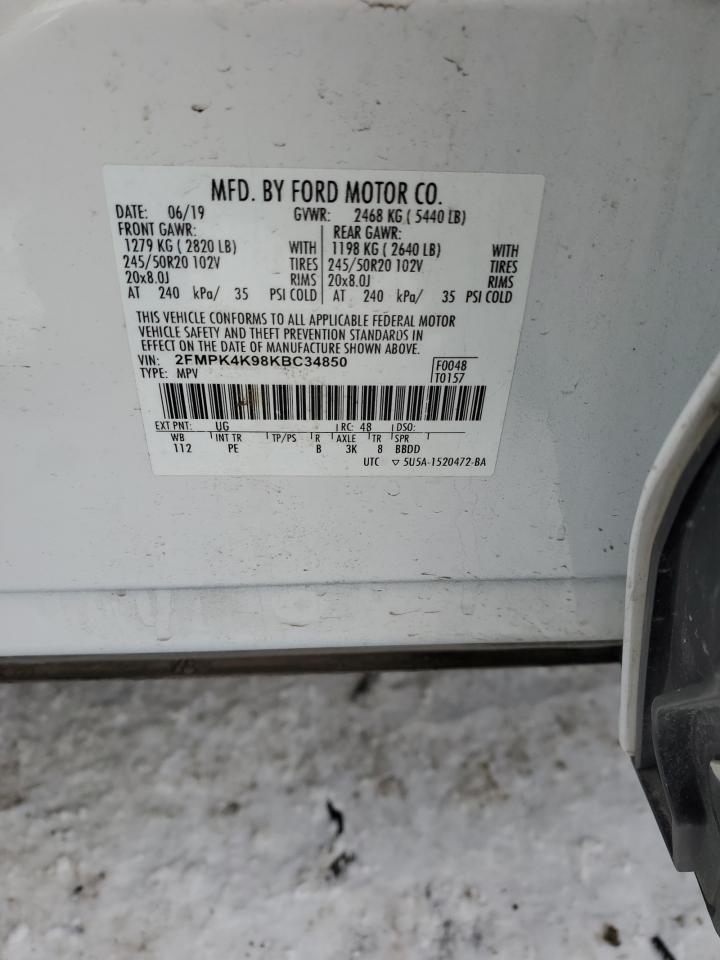 MFD. BY FORD MOTOR CO.
DATE: 06/19 GVWR: 2468 KG ( 5440 LB)
FRONT GAWR: REAR GAWR:
1279 KG ( 2820 LB) WITH 1198 KG ( 2640 LB) WITH
245/50R20 102V TIRES 245/50R20 102V TIRES
20x8.0J RIMS 20x8.0J RIMS
AT 240 kPa/ 35 PSI COLD AT 240 kPa/ 35 PSI COLD
THIS VEHICLE CONFORMS TO ALL APPLICABLE FEDERAL MOTOR
VEHICLE SAFETY AND THEFT PREVENTION STANDARDS IN
EFFECT ON THE DATE OF MANUFACTURE SHOWN ABOVE.
VIN: 2FMPK4K98KBC34850 F0048
TYPE: MPV T0157
EXT PNT: UG RC: 48 DSO:
WB INT TR TP/PS R AXLE TR SPR
112 PE B 3K 8 BBDD
UTC ▽ 5U5A-1520472-BA